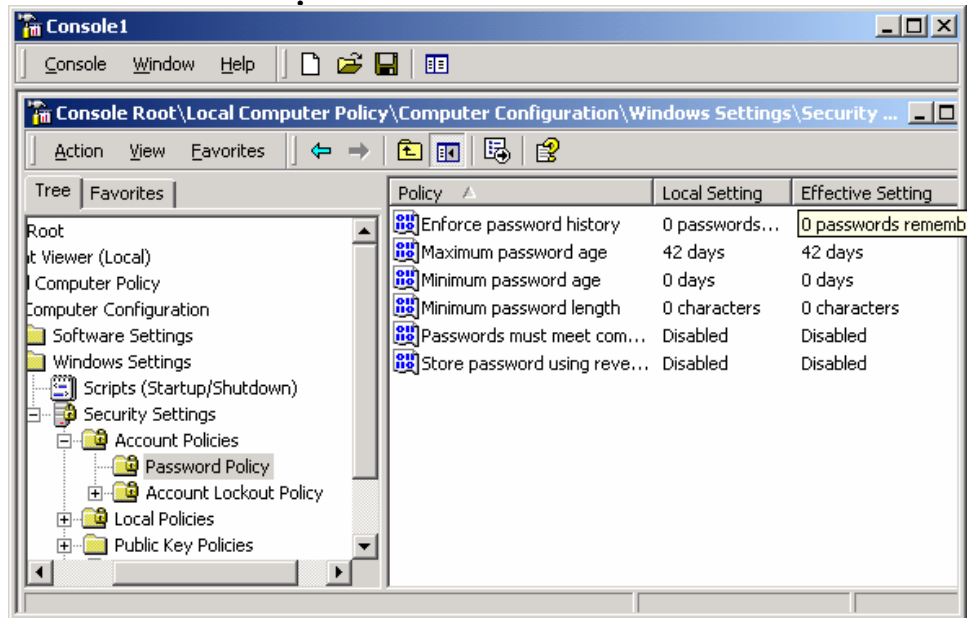 Console1
Console Window Help
Console Root\Local Computer Policy\Computer Configuration\Windows Settings\Security ...
Action View Favorites
Tree Favorites
Policy Local Setting Effective Setting
Root
t Viewer (Local)
l Computer Policy
Computer Configuration
Software Settings
Windows Settings
Scripts (Startup/Shutdown)
Security Settings
Account Policies
Password Policy
Account Lockout Policy
Local Policies
Public Key Policies
Enforce password history 0 passwords... 0 passwords rememb
Maximum password age 42 days 42 days
Minimum password age 0 days 0 days
Minimum password length 0 characters 0 characters
Passwords must meet com... Disabled Disabled
Store password using reve... Disabled Disabled